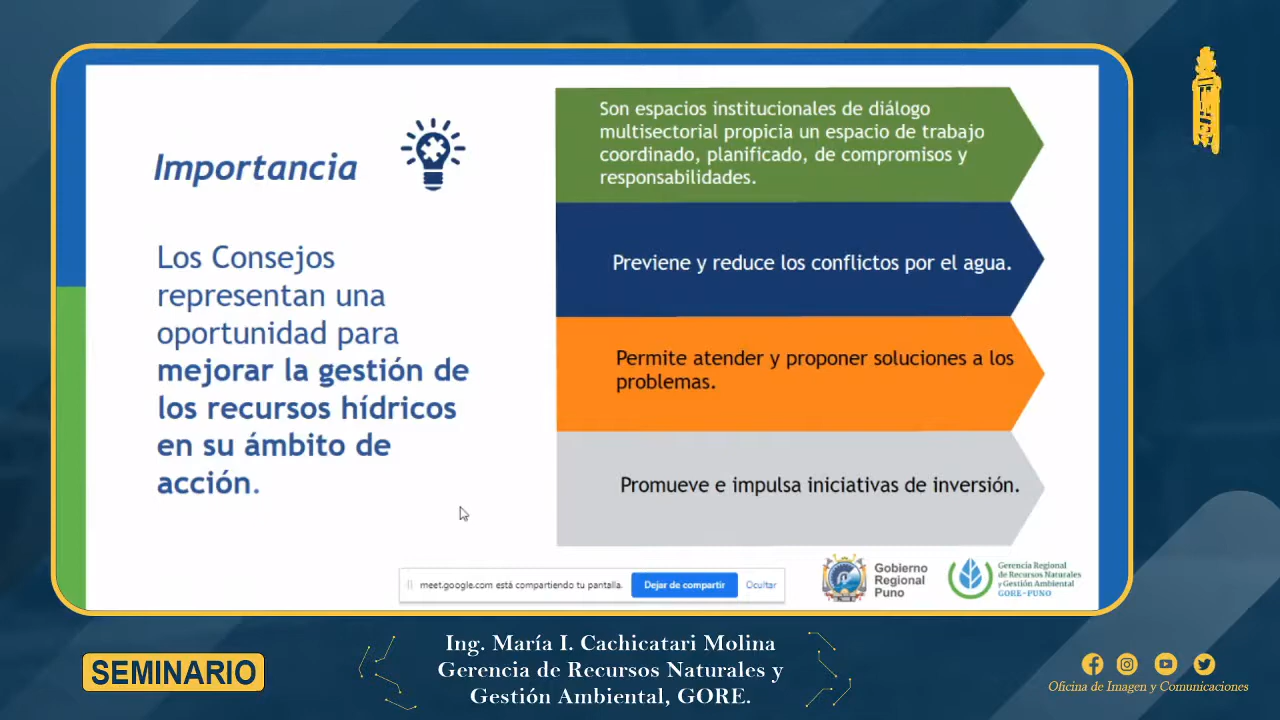 Importancia
Los Consejos
representan una
oportunidad para
mejorar la gestión de
los recursos hídricos
en su ámbito de
acción.
Son espacios institucionales de diálogo
multisectorial propicia un espacio de trabajo
coordinado, planificado, de compromisos y
responsabilidades.
Previene y reduce los conflictos por el agua.
Permite atender y proponer soluciones a los
problemas.
Promueve e impulsa iniciativas de inversión.
meet.google.com está compartiendo tu pantalla.
Dejar de compartir
Ocultar
Gobierno
Regional
Puno
Gerencia Regional
de Recursos Naturales
y Gestión Ambiental
GORE-PUNO
SEMINARIO
Ing. María I. Cachicatari Molina
Gerencia de Recursos Naturales y
Gestión Ambiental, GORE.
Oficina de Imagen y Comunicaciones